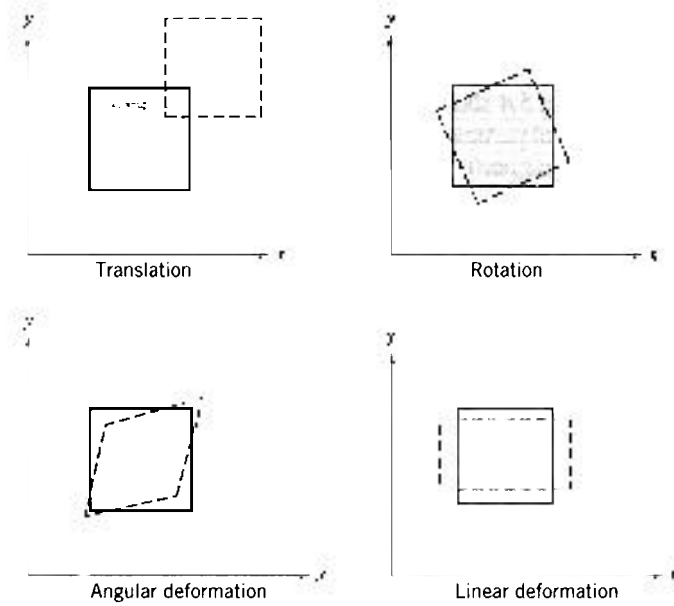 y
y
Translation
Rotation
y
y
Angular deformation
Linear deformation